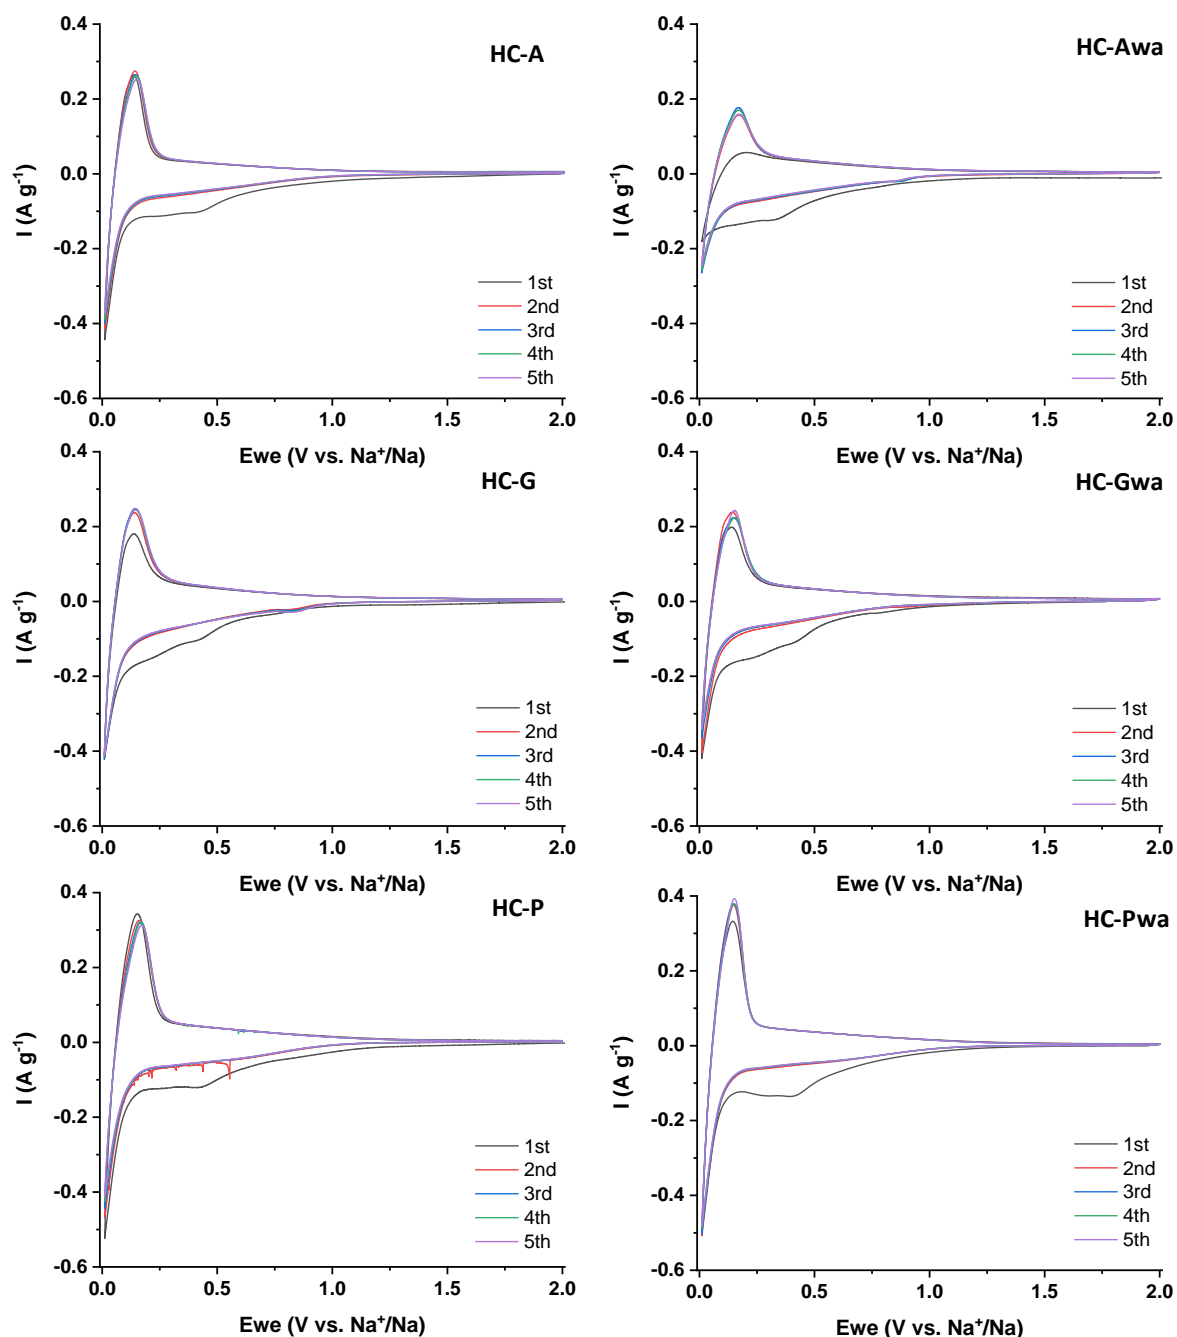 HC-A
I (A g⁻¹)
0.4
0.2
0.0
-0.2
-0.4
-0.6
1st
2nd
3rd
4th
5th
0.0 0.5 1.0 1.5 2.0
Ewe (V vs. Na⁺/Na)
HC-Awa
I (A g⁻¹)
0.4
0.2
0.0
-0.2
-0.4
-0.6
1st
2nd
3rd
4th
5th
0.0 0.5 1.0 1.5 2.0
Ewe (V vs. Na⁺/Na)
HC-G
I (A g⁻¹)
0.4
0.2
0.0
-0.2
-0.4
-0.6
1st
2nd
3rd
4th
5th
0.0 0.5 1.0 1.5 2.0
Ewe (V vs. Na⁺/Na)
HC-Gwa
I (A g⁻¹)
0.4
0.2
0.0
-0.2
-0.4
-0.6
1st
2nd
3rd
4th
5th
0.0 0.5 1.0 1.5 2.0
Ewe (V vs. Na⁺/Na)
HC-P
I (A g⁻¹)
0.4
0.2
0.0
-0.2
-0.4
-0.6
1st
2nd
3rd
4th
5th
0.0 0.5 1.0 1.5 2.0
Ewe (V vs. Na⁺/Na)
HC-Pwa
I (A g⁻¹)
0.4
0.2
0.0
-0.2
-0.4
-0.6
1st
2nd
3rd
4th
5th
0.0 0.5 1.0 1.5 2.0
Ewe (V vs. Na⁺/Na)